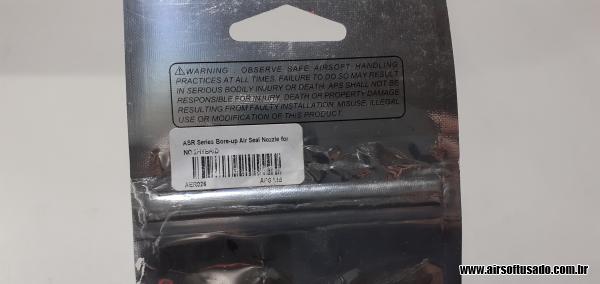 ⚠WARNING : OBSERVE SAFE AIRSOFT HANDLING
PRACTICES AT ALL TIMES. FAILURE TO DO SO MAY RESULT
IN SERIOUS BODILY INJURY OR DEATH. APS SHALL NOT BE
RESPONSIBLE FOR INJURY, DEATH OR PROPERTY DAMAGE
RESULTING FROM FAULTY INSTALLATION, MISUSE, ILLEGAL
USE OR MODIFICATION OF THIS PRODUCT.
ASR Series Bore-up Air Seal Nozzle for
HYBRID
AER026
www.airsoftusado.com.br